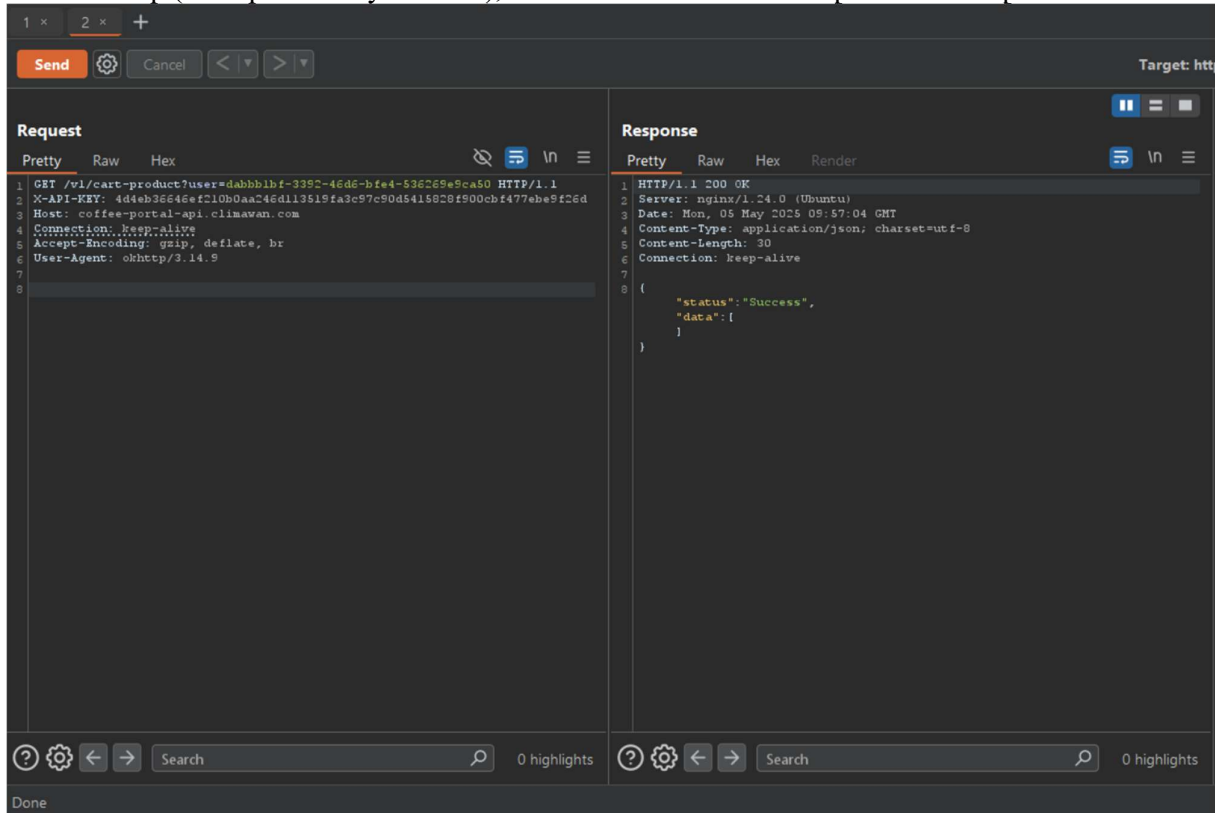 1 × 2 × +
Send Cancel < >
Target: htt
Request
Pretty Raw Hex \n
1 GET /v1/cart-product?user=dabbb1bf-3392-46d6-bfe4-536269e9ca50 HTTP/1.1
2 X-API-KEY: 4d4eb36646ef210b0aa246d113519fa3c97c90d5415828f900cbf477ebe9f26d
3 Host: coffee-portal-api.climawan.com
4 Connection: keep-alive
5 Accept-Encoding: gzip, deflate, br
6 User-Agent: okhttp/3.14.9
7
8
Response
Pretty Raw Hex Render \n
1 HTTP/1.1 200 OK
2 Server: nginx/1.24.0 (Ubuntu)
3 Date: Mon, 05 May 2025 09:57:04 GMT
4 Content-Type: application/json; charset=utf-8
5 Content-Length: 30
6 Connection: keep-alive
7
8 {
"status":"Success",
"data":[
]
}
Search 0 highlights
Search 0 highlights
Done